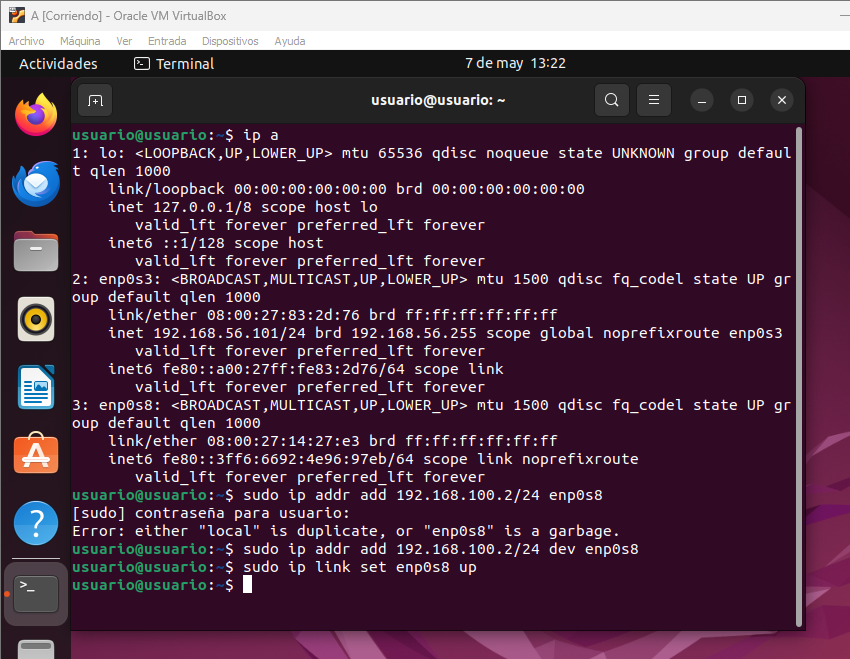 A [Corriendo] - Oracle VM VirtualBox
Archivo Máquina Ver Entrada Dispositivos Ayuda
Actividades Terminal 7 de may 13:22
usuario@usuario: ~
usuario@usuario:~$ ip a
1: lo: <LOOPBACK,UP,LOWER_UP> mtu 65536 qdisc noqueue state UNKNOWN group defaul
t qlen 1000
    link/loopback 00:00:00:00:00:00 brd 00:00:00:00:00:00
    inet 127.0.0.1/8 scope host lo
       valid_lft forever preferred_lft forever
    inet6 ::1/128 scope host
       valid_lft forever preferred_lft forever
2: enp0s3: <BROADCAST,MULTICAST,UP,LOWER_UP> mtu 1500 qdisc fq_codel state UP gr
oup default qlen 1000
    link/ether 08:00:27:83:2d:76 brd ff:ff:ff:ff:ff:ff
    inet 192.168.56.101/24 brd 192.168.56.255 scope global noprefixroute enp0s3
       valid_lft forever preferred_lft forever
    inet6 fe80::a00:27ff:fe83:2d76/64 scope link
       valid_lft forever preferred_lft forever
3: enp0s8: <BROADCAST,MULTICAST,UP,LOWER_UP> mtu 1500 qdisc fq_codel state UP gr
oup default qlen 1000
    link/ether 08:00:27:14:27:e3 brd ff:ff:ff:ff:ff:ff
    inet6 fe80::3ff6:6692:4e96:97eb/64 scope link noprefixroute
       valid_lft forever preferred_lft forever
usuario@usuario:~$ sudo ip addr add 192.168.100.2/24 enp0s8
[sudo] contraseña para usuario:
Error: either "local" is duplicate, or "enp0s8" is a garbage.
usuario@usuario:~$ sudo ip addr add 192.168.100.2/24 dev enp0s8
usuario@usuario:~$ sudo ip link set enp0s8 up
usuario@usuario:~$